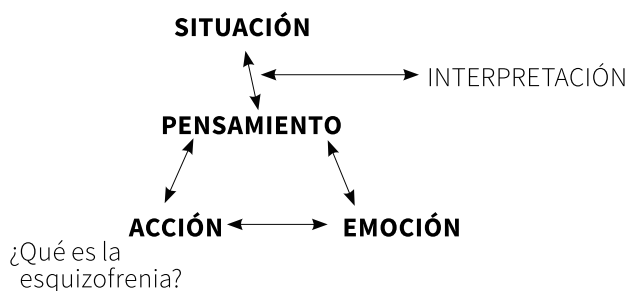 SITUACIÓN
INTERPRETACIÓN
PENSAMIENTO
ACCIÓN
EMOCIÓN
¿Qué es la
esquizofrenia?